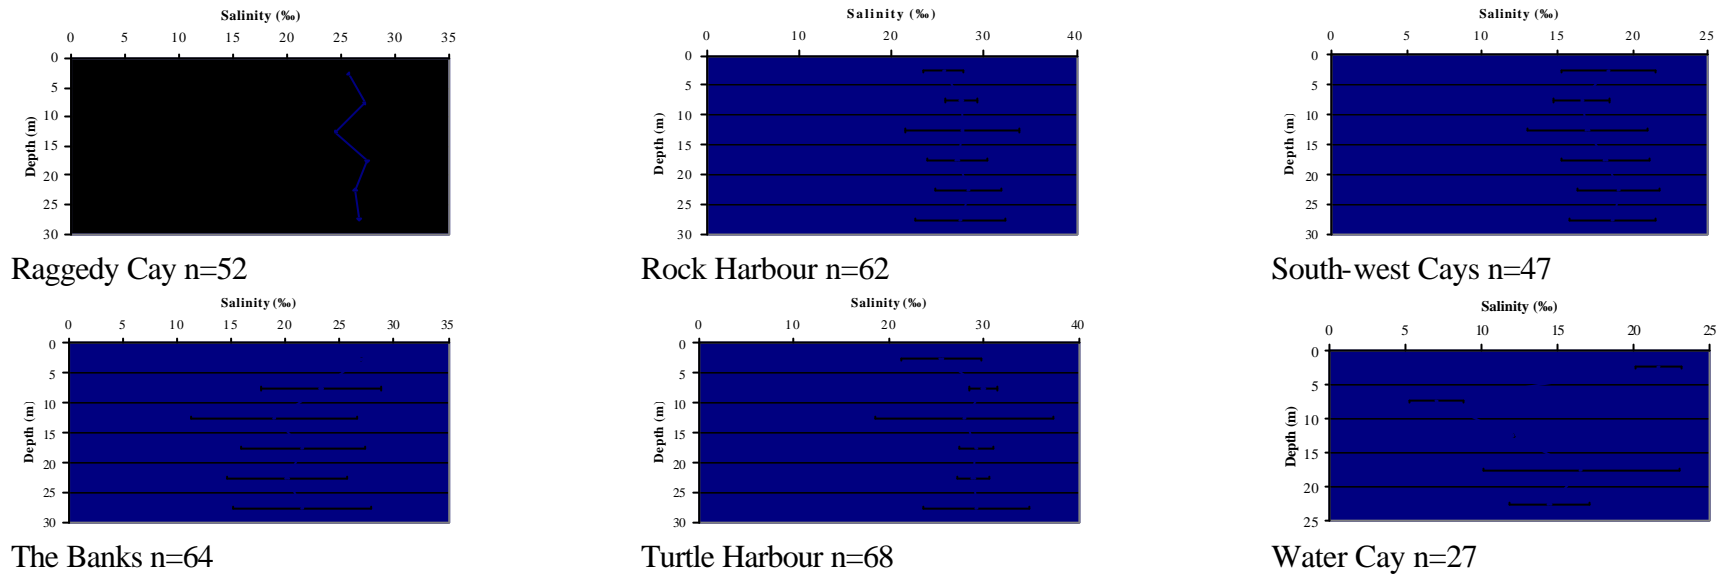 Salinity (‰)
0 5 10 15 20 25 30 35
0
5
10
15
20
25
30
Depth (m)
Raggedy Cay n=52
Salinity (‰)
0 10 20 30 40
0
5
10
15
20
25
30
Depth (m)
Rock Harbour n=62
Salinity (‰)
0 5 10 15 20 25
0
5
10
15
20
25
30
Depth (m)
South-west Cays n=47
Salinity (‰)
0 5 10 15 20 25 30 35
0
5
10
15
20
25
30
Depth (m)
The Banks n=64
Salinity (‰)
0 10 20 30 40
0
5
10
15
20
25
30
Depth (m)
Turtle Harbour n=68
Salinity (‰)
0 5 10 15 20 25
0
5
10
15
20
25
Depth (m)
Water Cay n=27